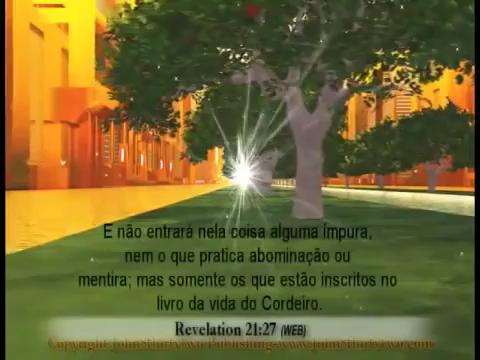 E não entrará nela coisa alguma impura,
nem o que pratica abominação ou
mentira; mas somente os que estão inscritos no
livro da vida do Cordeiro.
Revelation 21:27 (WEB)
Copyright